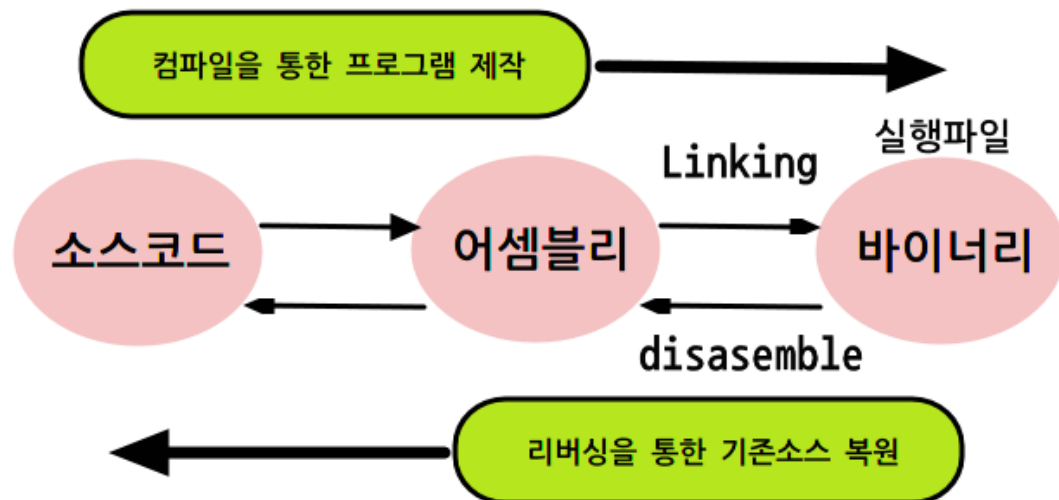 컴파일을 통한 프로그램 제작
실행파일
Linking
소스코드
어셈블리
바이너리
disasemble
리버싱을 통한 기존소스 복원